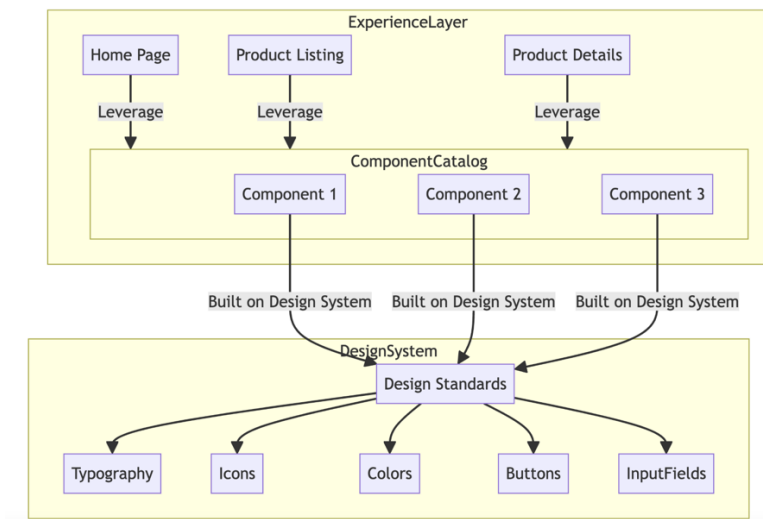 ExperienceLayer
Home Page
Product Listing
Product Details
Leverage
Leverage
Leverage
ComponentCatalog
Component 1
Component 2
Component 3
Built on Design System
Built on Design System
Built on Design System
DesignSystem
Design Standards
Typography
Icons
Colors
Buttons
InputFields